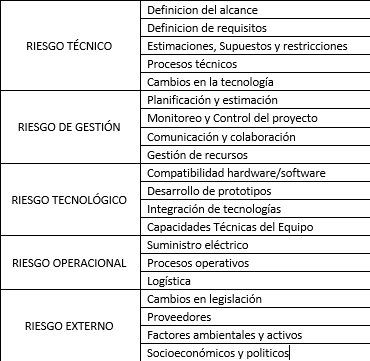 RIESGO TÉCNICO
Definicion del alcance
Definicion de requisitos
Estimaciones, Supuestos y restricciones
Procesos técnicos
Cambios en la tecnología
RIESGO DE GESTIÓN
Planificación y estimación
Monitoreo y Control del proyecto
Comunicación y colaboración
Gestión de recursos
RIESGO TECNOLÓGICO
Compatibilidad hardware/software
Desarrollo de prototipos
Integración de tecnologías
Capacidades Técnicas del Equipo
RIESGO OPERACIONAL
Suministro eléctrico
Procesos operativos
Logística
RIESGO EXTERNO
Cambios en legislación
Proveedores
Factores ambientales y activos
Socioeconómicos y politicos